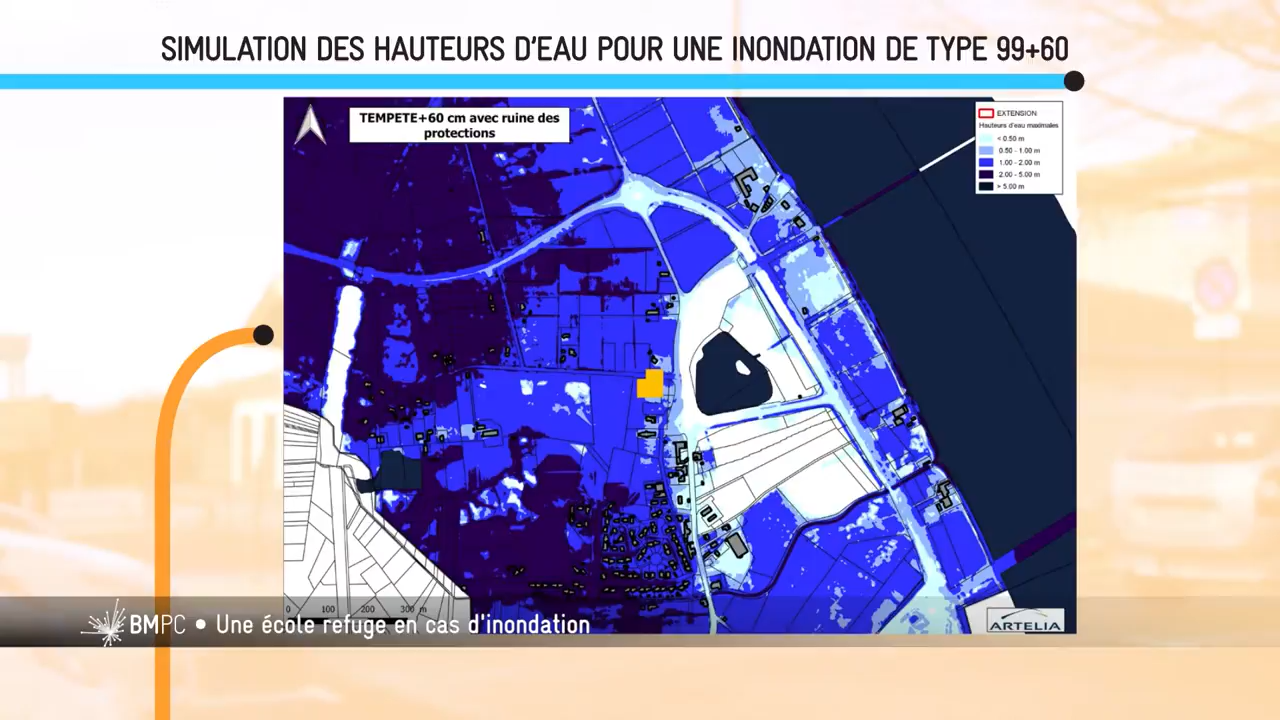 SIMULATION DES HAUTEURS D'EAU POUR UNE INONDATION DE TYPE 99+60
TEMPETE+60 cm avec ruine des
protections
EXTENSION
Hauteurs d'eau maximales
< 0.50 m
0.50 - 1.00 m
1.00 - 2.00 m
2.00 - 5.00 m
> 5.00 m
0 100 200 300 m
BMPC • Une école refuge en cas d'inondation
ARTELIA